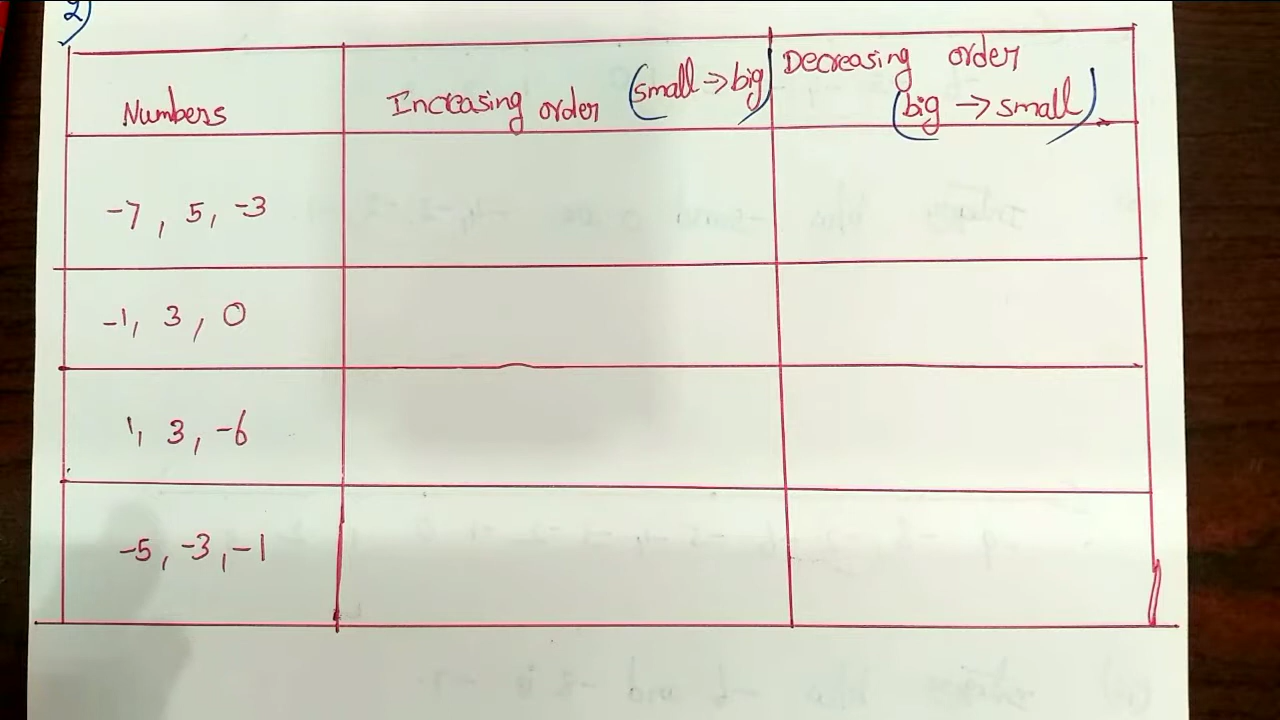 2)
Numbers
Increasing order (small → big)
Decreasing order
(big → small)
-7, 5, -3
-1, 3, 0
1, 3, -6
-5, -3, -1